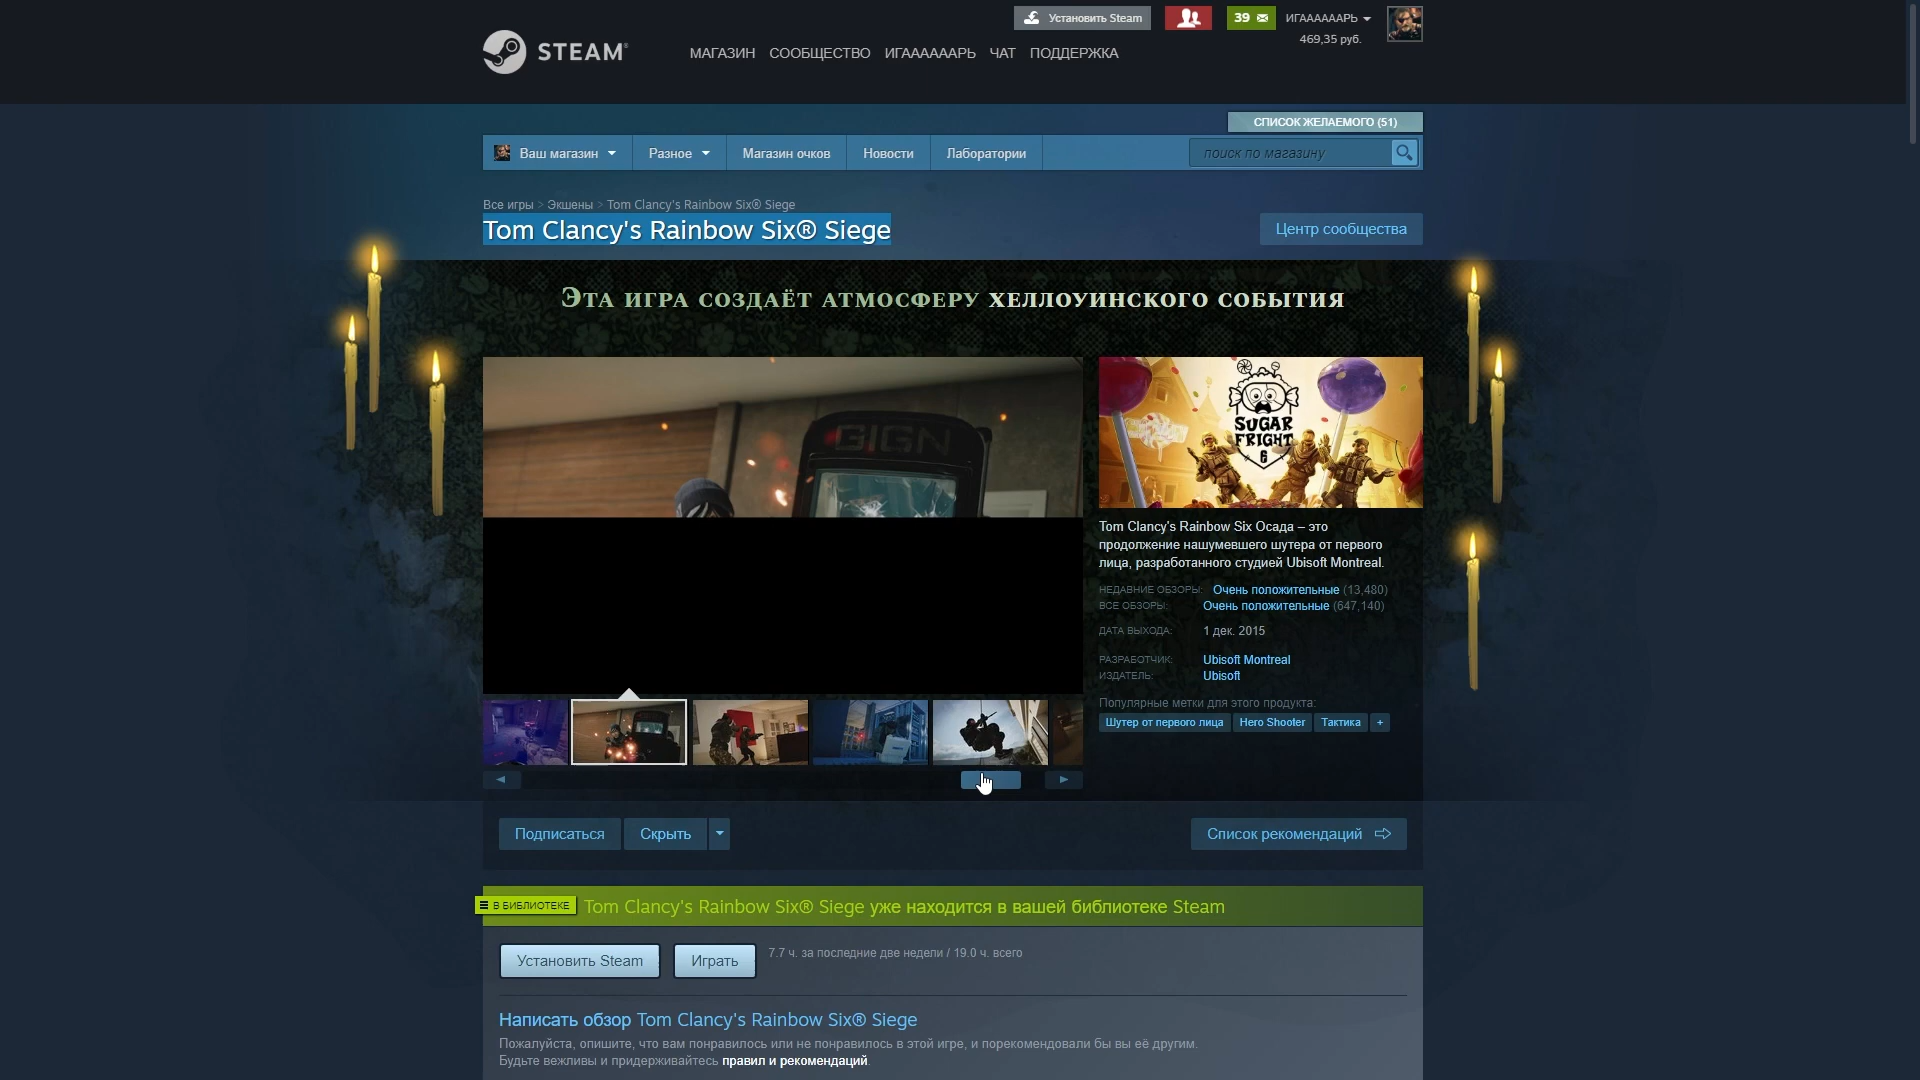 Установить Steam
39
ИГАААААARЬ
469,35 руб.
STEAM
МАГАЗИН СООБЩЕСТВО ИГАААААAPЬ ЧАТ ПОДДЕРЖКА
СПИСОК ЖЕЛАЕМОГО (51)
Ваш магазин Разное Магазин очков Новости Лаборатории поиск по магазину
Все игры > Экшены > Tom Clancy's Rainbow Six® Siege
Tom Clancy's Rainbow Six® Siege
Центр сообщества
Эта игра создаёт атмосферу хеллоуинского события
GIGN
SUGAR
FRIGHT
6
Tom Clancy's Rainbow Six Осада – это
продолжение нашумевшего шутера от первого
лица, разработанного студией Ubisoft Montreal.
НЕДАВНИЕ ОБЗОРЫ: Очень положительные (13,480)
ВСЕ ОБЗОРЫ: Очень положительные (647,140)
ДАТА ВЫХОДА: 1 дек. 2015
РАЗРАБОТЧИК: Ubisoft Montreal
ИЗДАТЕЛЬ: Ubisoft
Популярные метки для этого продукта:
Шутер от первого лица Hero Shooter Тактика +
Подписаться Скрыть Список рекомендаций
В БИБЛИОТЕКЕ Tom Clancy's Rainbow Six® Siege уже находится в вашей библиотеке Steam
Установить Steam Играть 7.7 ч. за последние две недели / 19.0 ч. всего
Написать обзор Tom Clancy's Rainbow Six® Siege
Пожалуйста, опишите, что вам понравилось или не понравилось в этой игре, и порекомендовали бы вы её другим.
Будьте вежливы и придерживайтесь правил и рекомендаций.